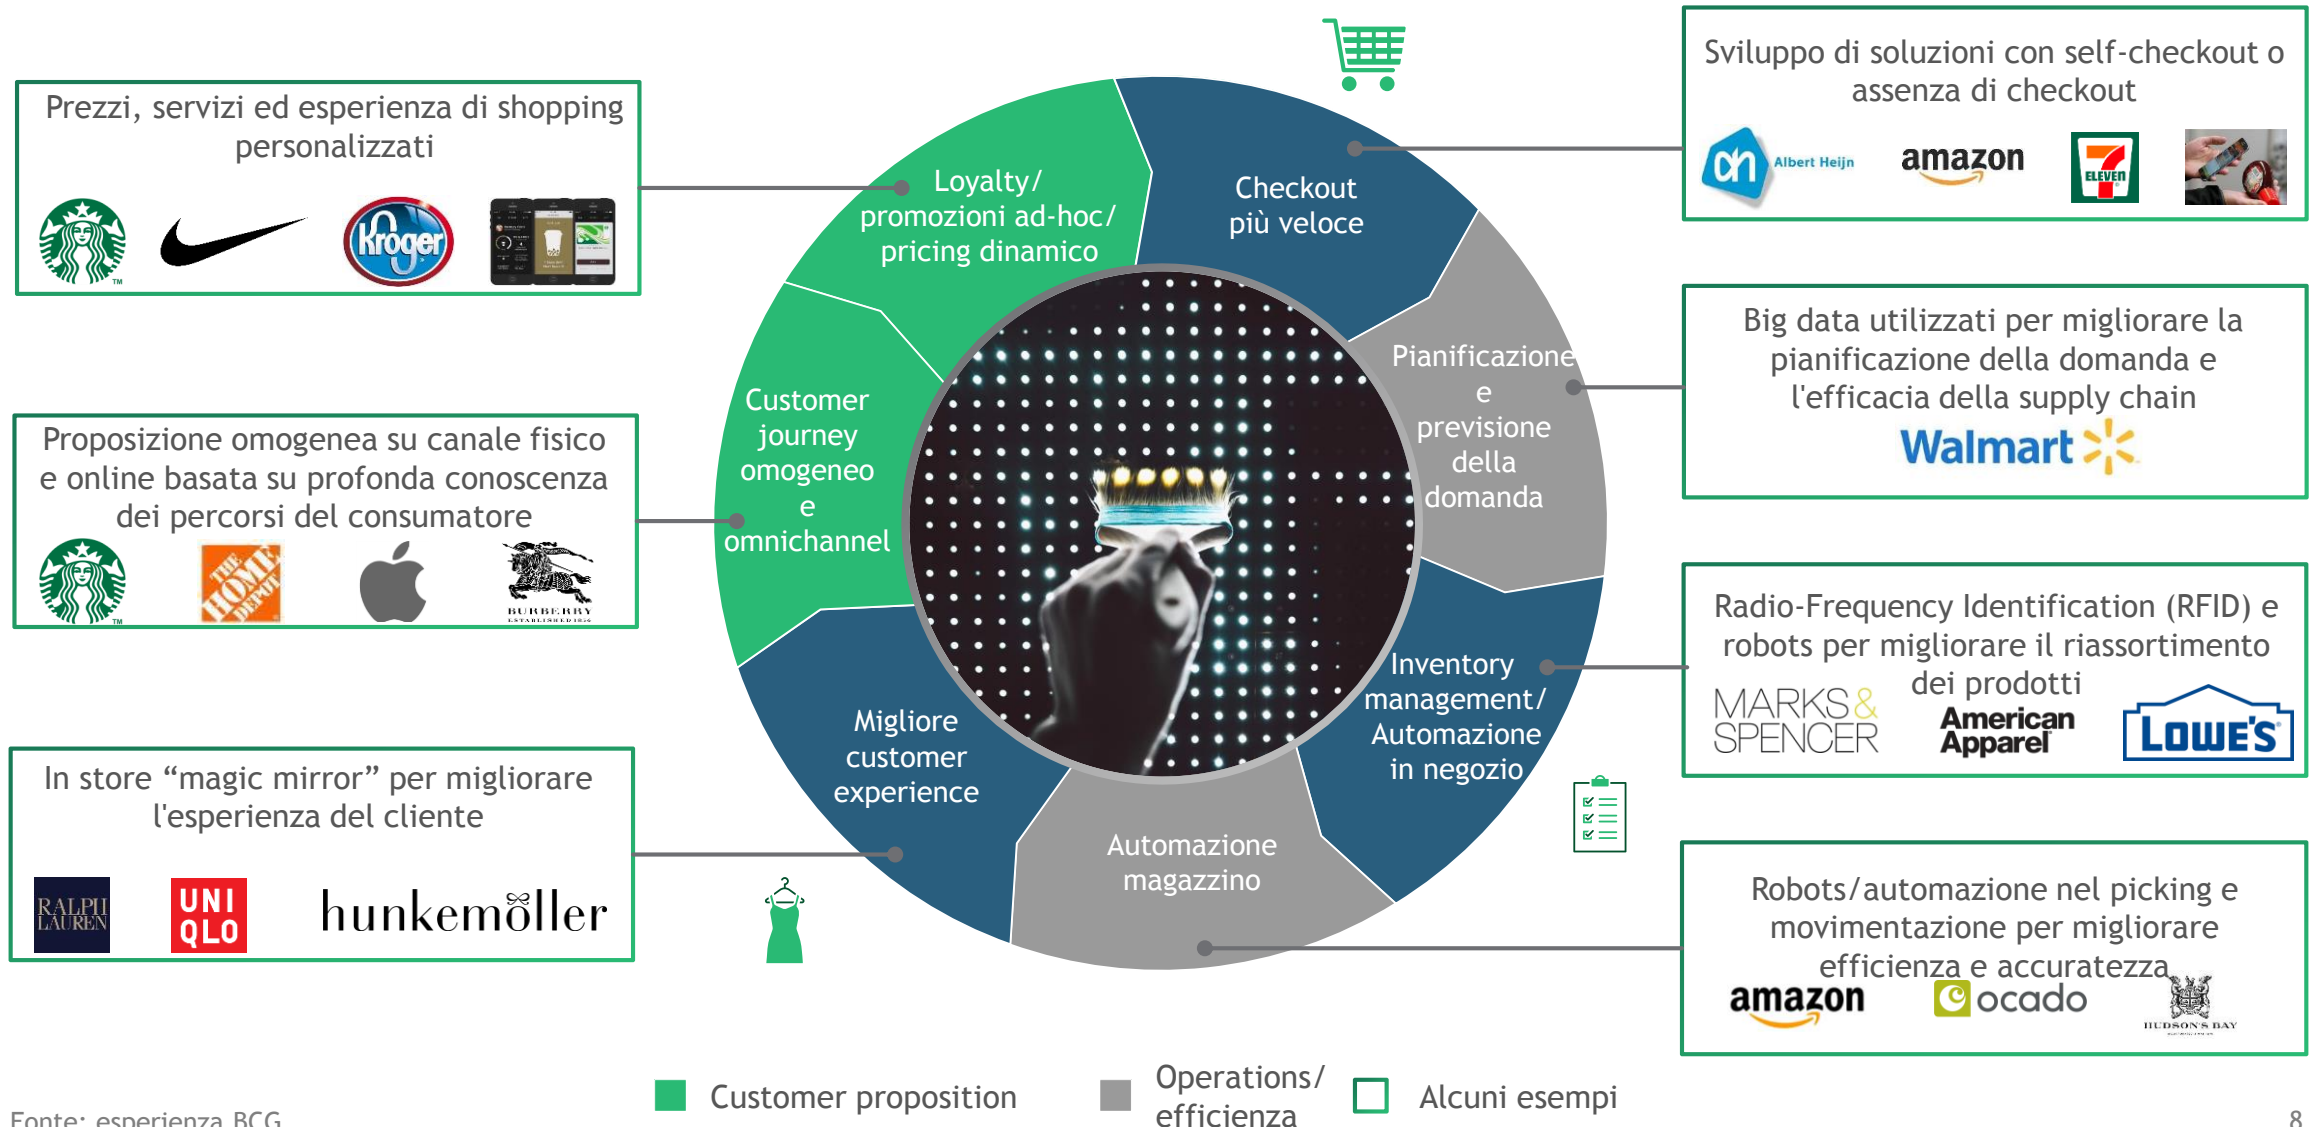 Prezzi, servizi ed esperienza di shopping
personalizzati
TM
Kroger
Proposizione omogenea su canale fisico
e online basata su profonda conoscenza
dei percorsi del consumatore
TM
THE
HOME
DEPOT
BURBERRY
ESTABLISHED 1856
In store “magic mirror” per migliorare
l'esperienza del cliente
RALPH
LAUREN
UNI
QLO
hunkemöller
Loyalty/
promozioni ad-hoc/
pricing dinamico
Checkout
più veloce
Customer
journey
omogeneo
e
omnichannel
Pianificazione
e
previsione
della
domanda
Migliore
customer
experience
Automazione
magazzino
Inventory
management/
Automazione
in negozio
Sviluppo di soluzioni con self-checkout o
assenza di checkout
ah Albert Heijn
amazon
7
ELEVEN
Big data utilizzati per migliorare la
pianificazione della domanda e
l'efficacia della supply chain
Walmart
Radio-Frequency Identification (RFID) e
robots per migliorare il riassortimento
dei prodotti
MARKS&
SPENCER
American
Apparel
LOWE'S
Robots/automazione nel picking e
movimentazione per migliorare
efficienza e accuratezza
amazon
ocado
HUDSON'S BAY
Customer proposition
Operations/
efficienza
Alcuni esempi
Fonte: esperienza BCG
8